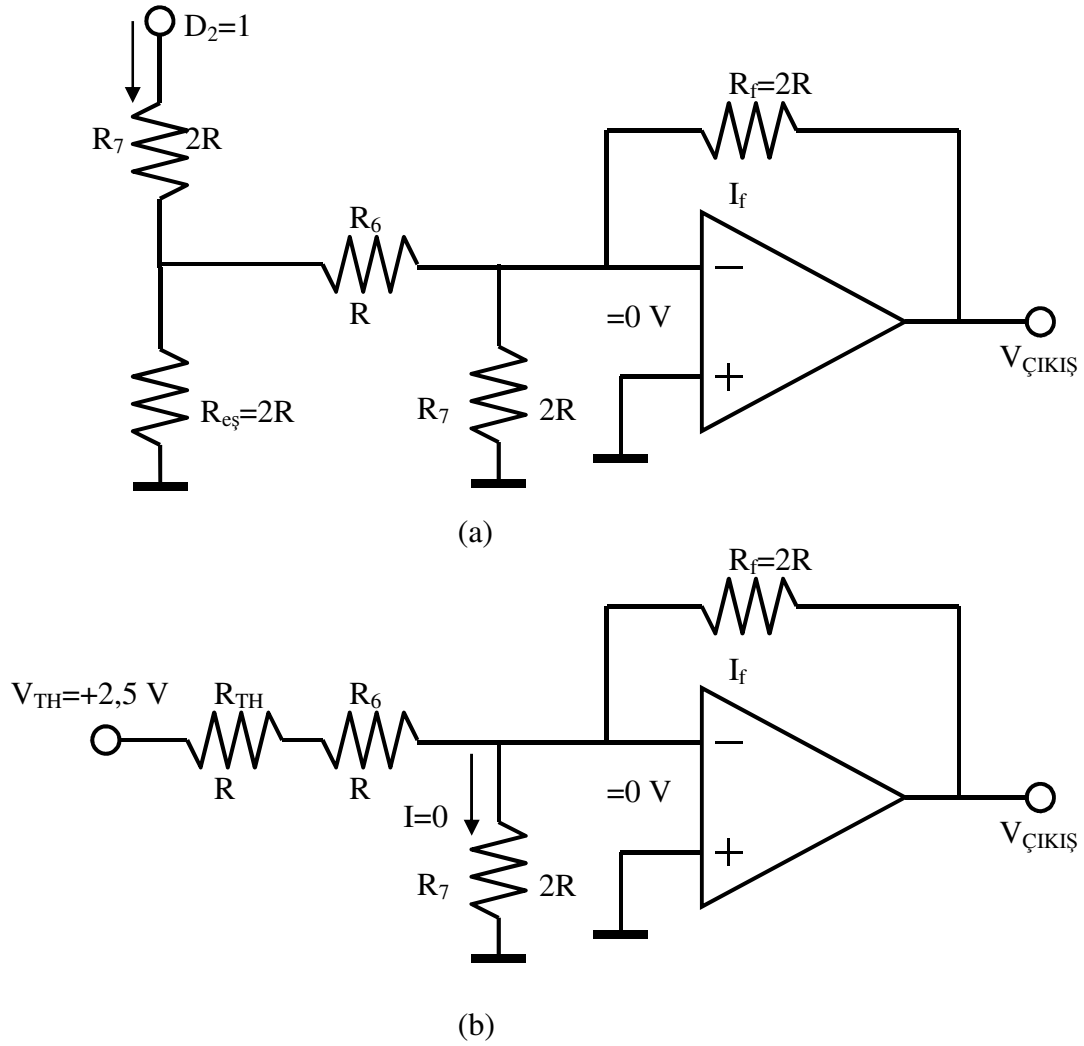 D₂=1
R₇ 2R
R_f=2R
I_f
R₆
R
−
=0 V
+
V_ÇIKIŞ
R_eş=2R
R₇ 2R
(a)
R_f=2R
I_f
V_TH=+2,5 V
R_TH
R₆
R
R
−
I=0
=0 V
+
V_ÇIKIŞ
R₇ 2R
(b)